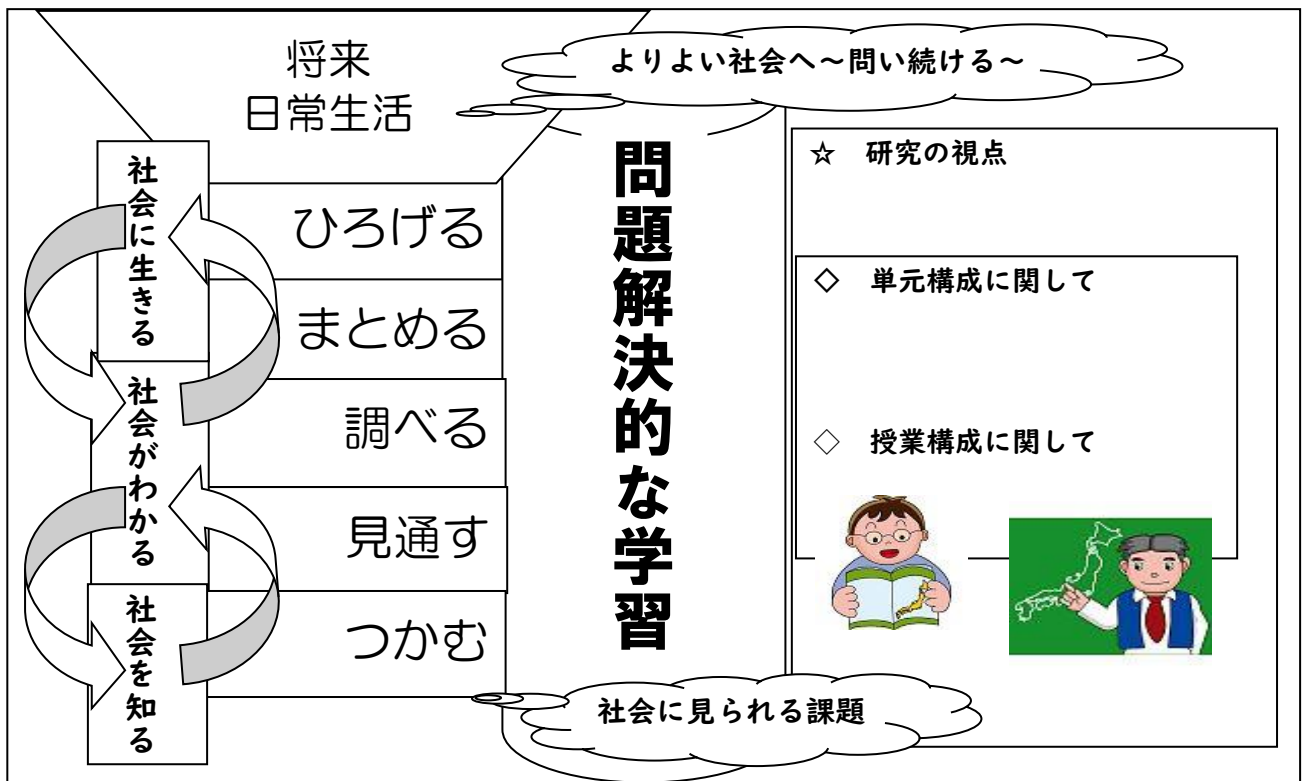 将来
日常生活
よりよい社会へ～問い続ける～
社会に生きる
社会がわかる
社会を知る
ひろげる
まとめる
調べる
見通す
つかむ
問題解決的な学習
社会に見られる課題
☆　研究の視点
◇　単元構成に関して
◇　授業構成に関して